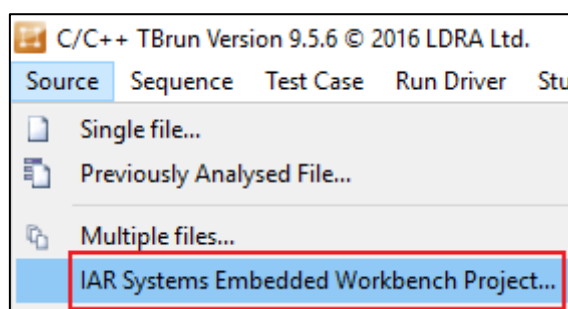 C/C++ TBrun Version 9.5.6 © 2016 LDRA Ltd.
Source Sequence Test Case Run Driver Stu
Single file...
Previously Analysed File...
Multiple files...
IAR Systems Embedded Workbench Project...